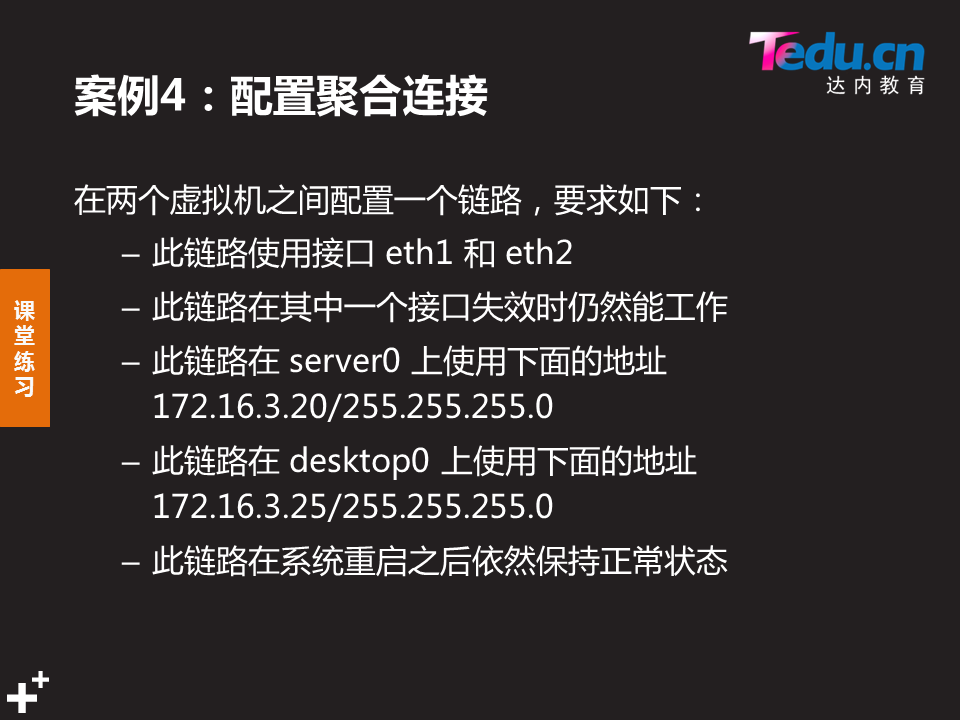 Tedu.cn
达内教育
案例4：配置聚合连接
在两个虚拟机之间配置一个链路，要求如下：
– 此链路使用接口 eth1 和 eth2
– 此链路在其中一个接口失效时仍然能工作
– 此链路在 server0 上使用下面的地址
172.16.3.20/255.255.255.0
– 此链路在 desktop0 上使用下面的地址
172.16.3.25/255.255.255.0
– 此链路在系统重启之后依然保持正常状态
课堂练习